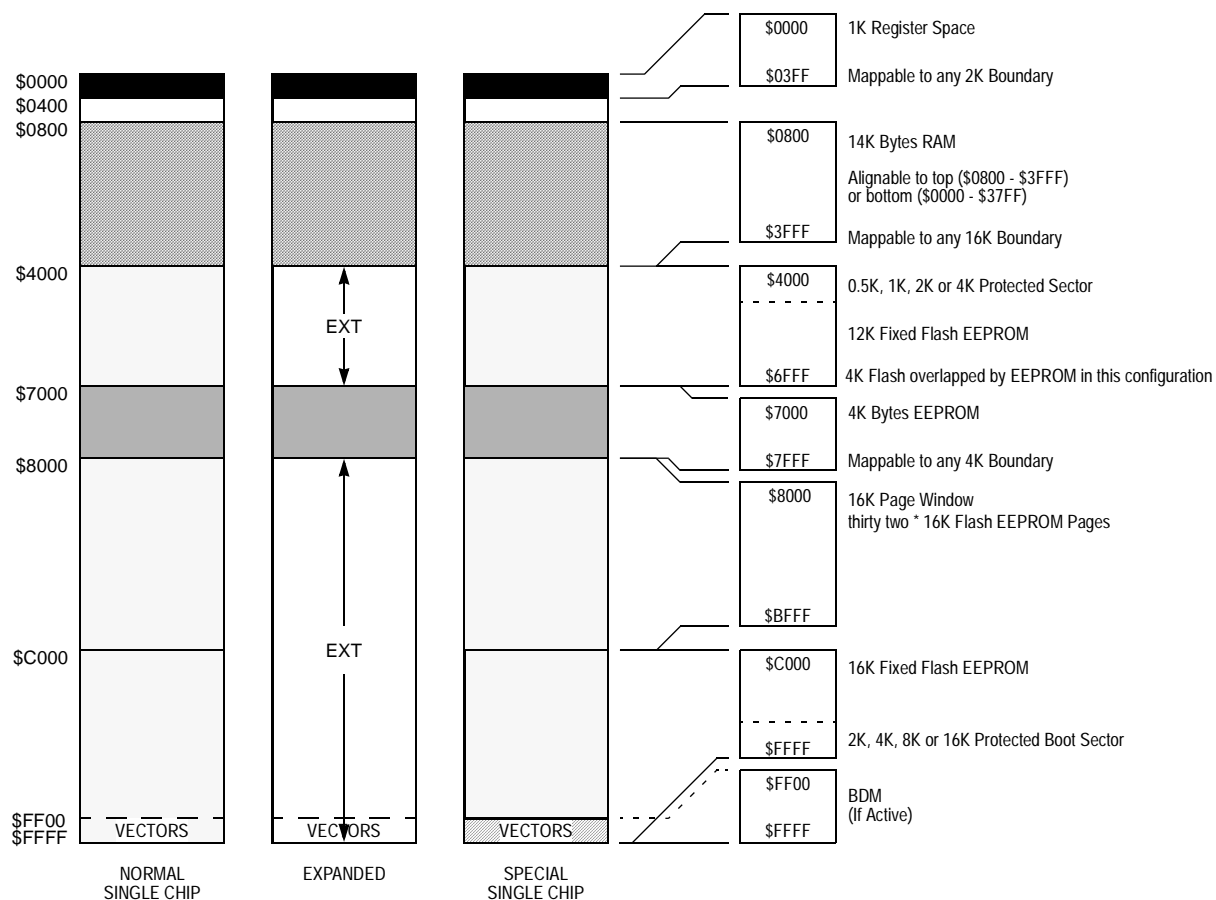 $0000
$0400
$0800
$4000
$7000
$8000
$C000
$FF00
$FFFF
EXT
EXT
VECTORS
VECTORS
VECTORS
NORMAL
SINGLE CHIP
EXPANDED
SPECIAL
SINGLE CHIP
$0000
1K Register Space
$03FF
Mappable to any 2K Boundary
$0800
14K Bytes RAM
Alignable to top ($0800 - $3FFF)
or bottom ($0000 - $37FF)
$3FFF
Mappable to any 16K Boundary
$4000
0.5K, 1K, 2K or 4K Protected Sector
12K Fixed Flash EEPROM
$6FFF
4K Flash overlapped by EEPROM in this configuration
$7000
4K Bytes EEPROM
$7FFF
Mappable to any 4K Boundary
$8000
16K Page Window
thirty two * 16K Flash EEPROM Pages
$BFFF
$C000
16K Fixed Flash EEPROM
2K, 4K, 8K or 16K Protected Boot Sector
$FFFF
$FF00
BDM
(If Active)
$FFFF